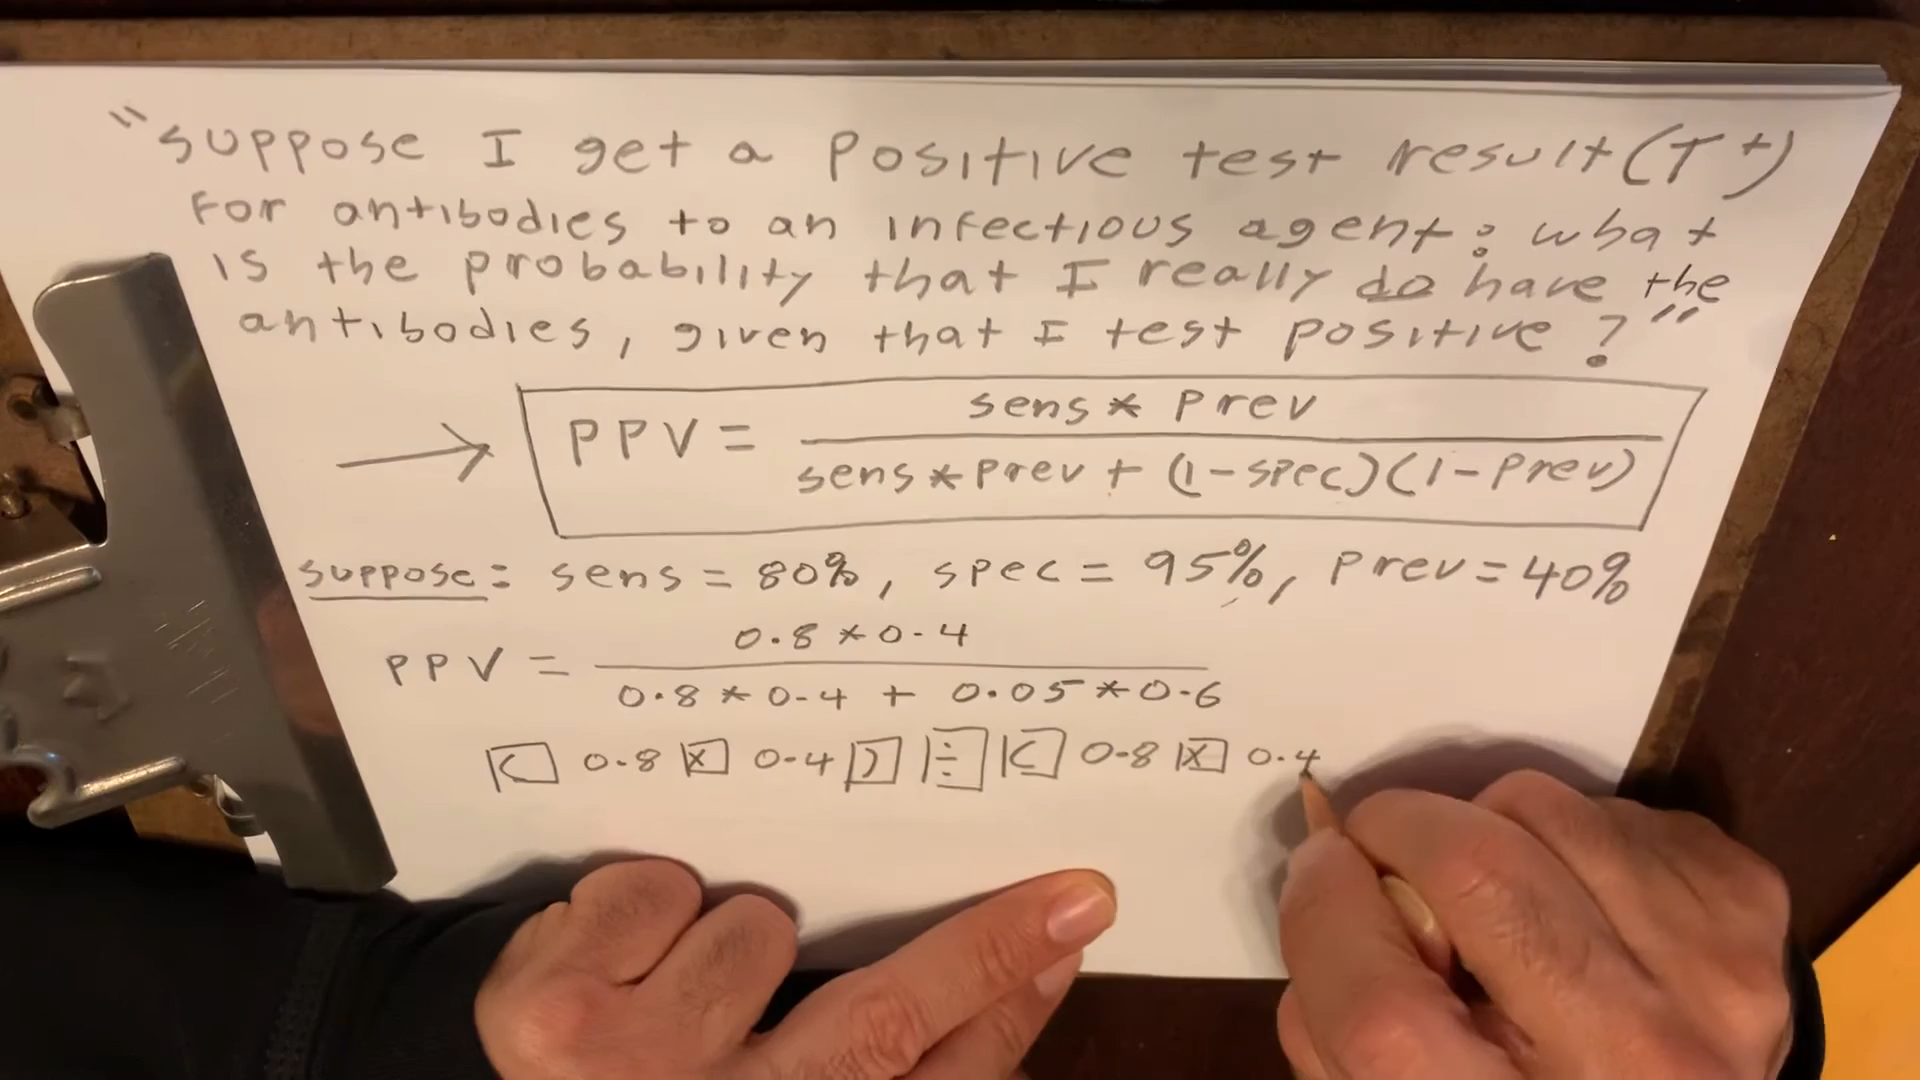 "suppose I get a positive test result (T+)
for antibodies to an infectious agent: what
is the probability that I really do have the
antibodies, given that I test positive?"
PPV = sens * prev / sens * prev + (1-spec)(1-prev)
suppose: sens = 80%, spec = 95%, prev = 40%
PPV = 0.8 * 0.4 / 0.8 * 0.4 + 0.05 * 0.6
( 0.8 x 0.4 ) ÷ ( 0.8 x 0.4